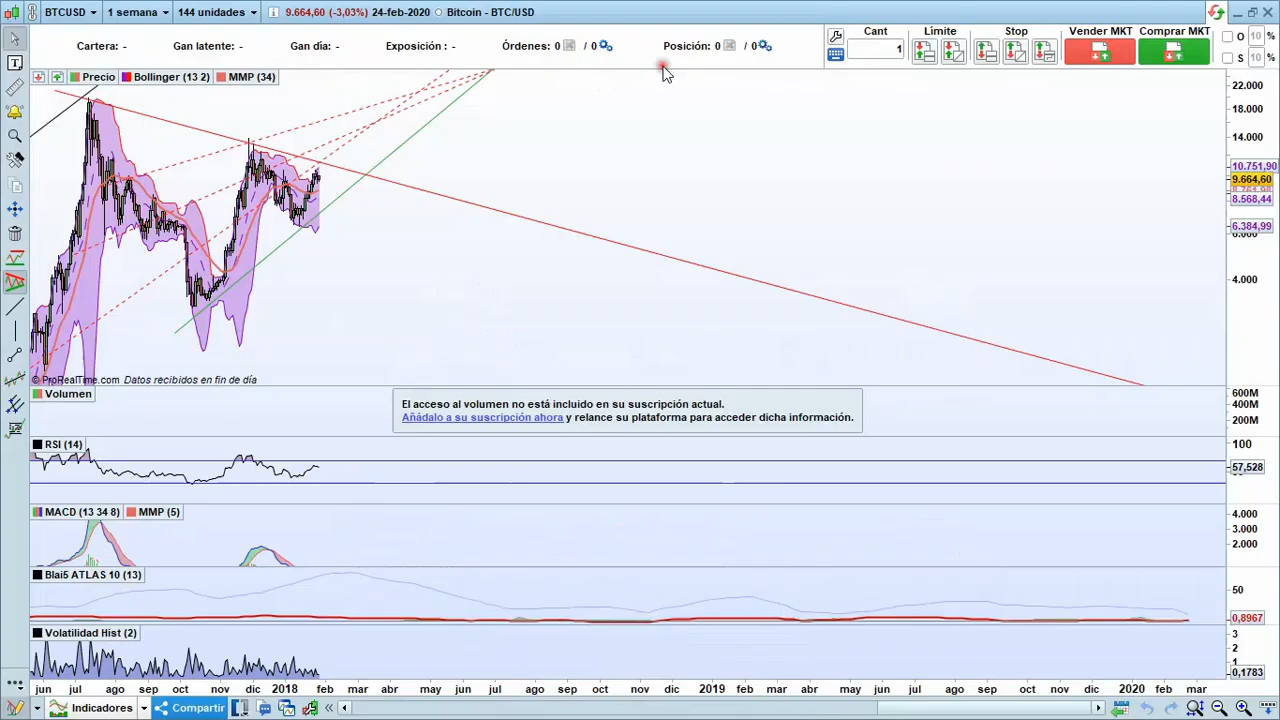 BTCUSD 1 semana 144 unidades 9.664,60 (-3,03%) 24-feb-2020 Bitcoin - BTC/USD
Cartera: - Gan latente: - Gan día: - Exposición : - Órdenes: 0 / 0 Posición: 0 / 0
Cant 1 Límite Stop Vender MKT Comprar MKT O 10 % S 10 %
Precio Bollinger (13 2) MMP (34)
22.000
18.000
14.000
10.751,90
9.664,60
8.568,44
6.384,99
4.000
© ProRealTime.com Datos recibidos en fin de día
Volumen
El acceso al volumen no está incluido en su suscripción actual.
Añádalo a su suscripción ahora y relance su plataforma para acceder dicha información.
600M
400M
200M
RSI (14)
100
57,528
MACD (13 34 8) MMP (5)
4.000
3.000
2.000
Blai5 ATLAS 10 (13)
50
0,8967
Volatilidad Hist (2)
3
2
1
0,1783
jun jul ago sep oct nov dic 2018 feb mar abr may jun jul ago sep oct nov dic 2019 feb mar abr may jun jul ago sep oct nov dic 2020 feb mar
Indicadores Compartir